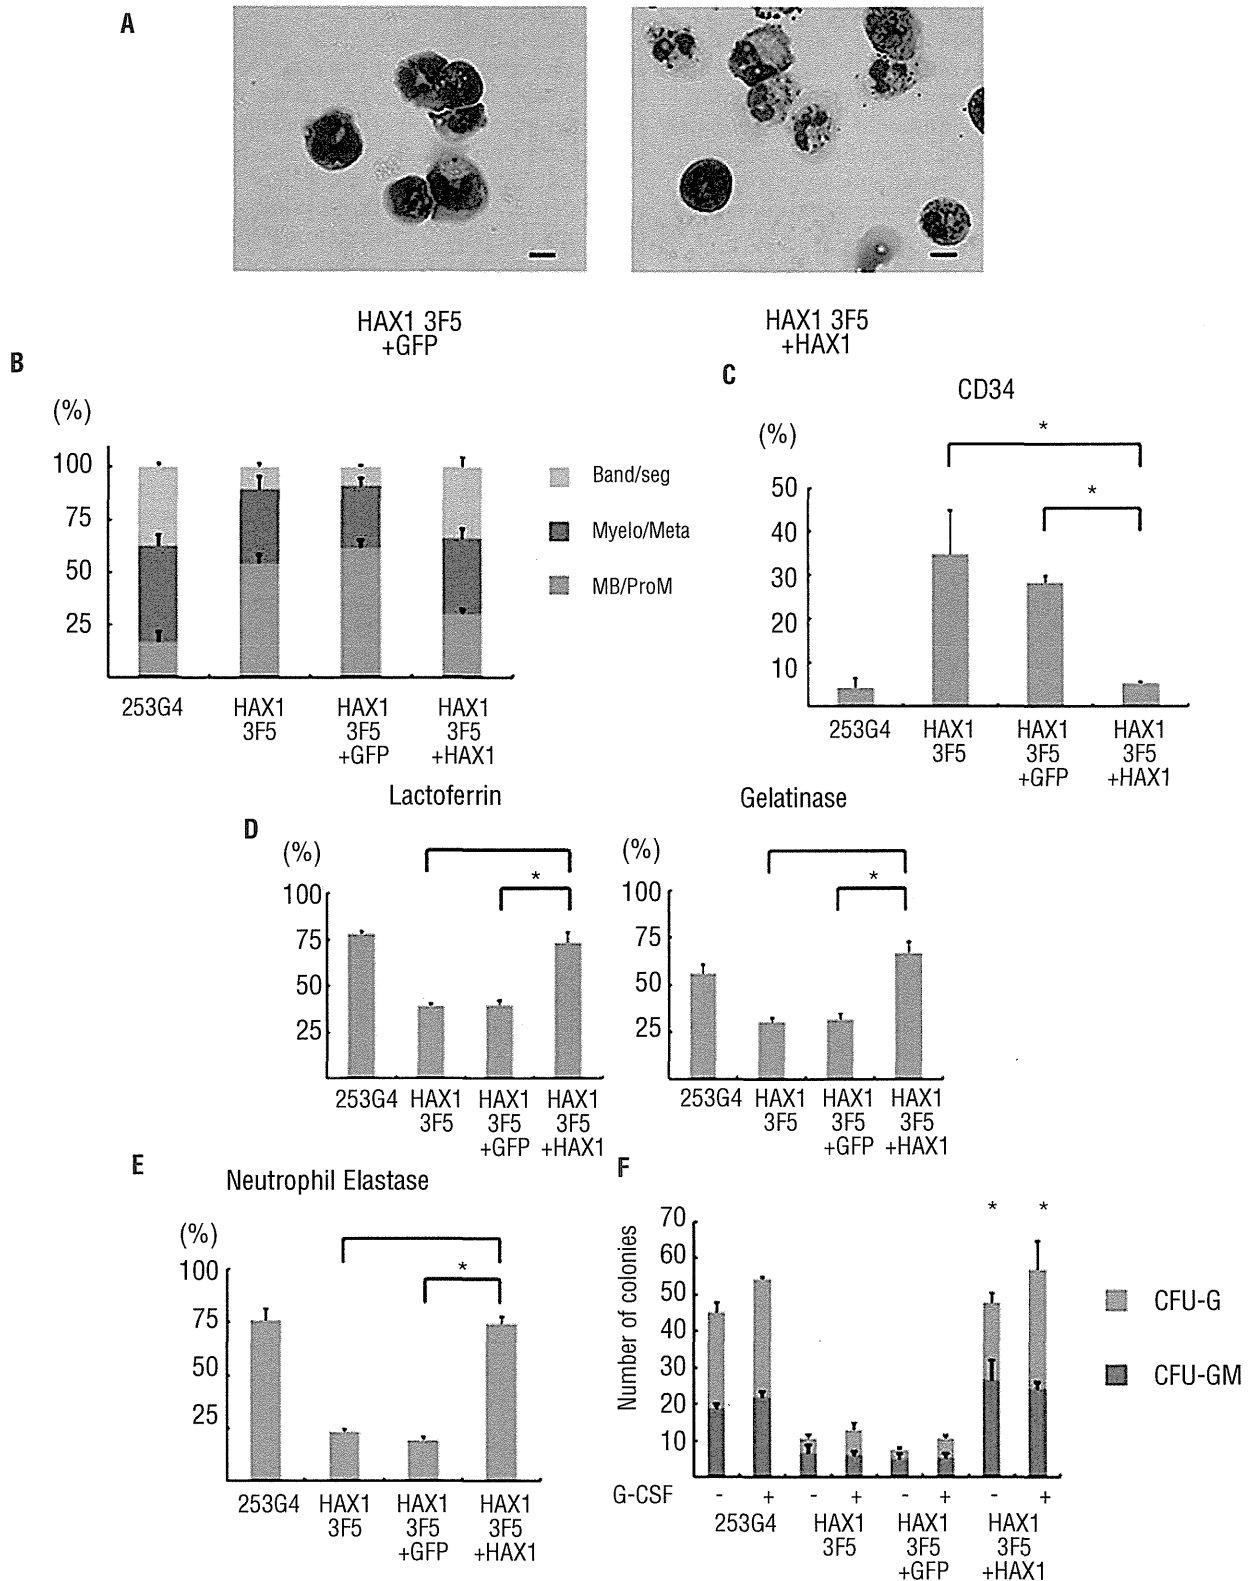 A
HAX1 3F5
+GFP
HAX1 3F5
+HAX1
B
(%)
100
75
50
25
253G4
HAX1
3F5
HAX1
3F5
+GFP
HAX1
3F5
+HAX1
Band/seg
Myelo/Meta
MB/ProM
C
CD34
(%)
*
*
50
40
30
20
10
253G4
HAX1
3F5
HAX1
3F5
+GFP
HAX1
3F5
+HAX1
D
Lactoferrin
(%)
*
100
75
50
25
253G4
HAX1
3F5
HAX1
3F5
+GFP
HAX1
3F5
+HAX1
Gelatinase
(%)
*
100
75
50
25
253G4
HAX1
3F5
HAX1
3F5
+GFP
HAX1
3F5
+HAX1
E
Neutrophil Elastase
(%)
*
100
75
50
25
253G4
HAX1
3F5
HAX1
3F5
+GFP
HAX1
3F5
+HAX1
F
Number of colonies
* *
70
60
50
40
30
20
10
G-CSF - + - + - + - +
253G4
HAX1
3F5
HAX1
3F5
+GFP
HAX1
3F5
+HAX1
CFU-G
CFU-GM